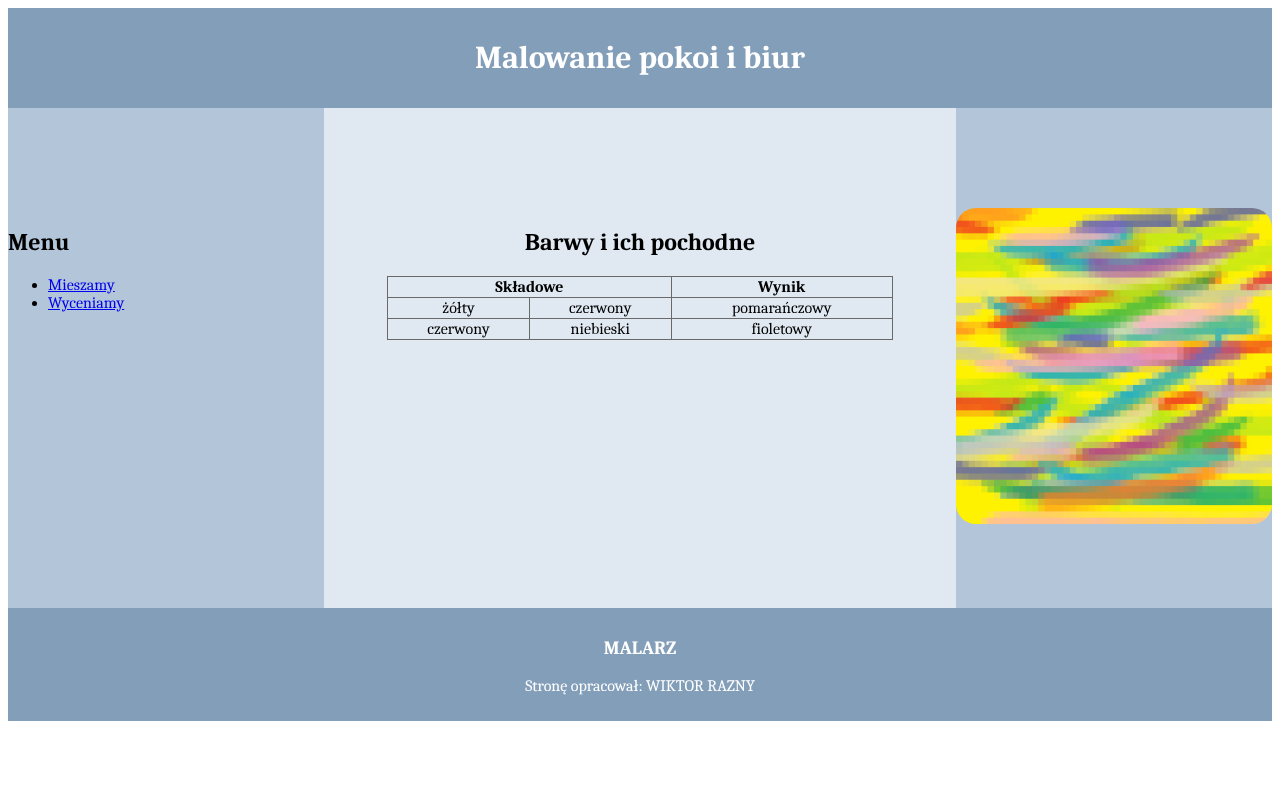 Malowanie pokoi i biur
Menu
Mieszamy
Wyceniamy
Barwy i ich pochodne
Składowe Wynik
żółty czerwony pomarańczowy
czerwony niebieski fioletowy
MALARZ
Stronę opracował: WIKTOR RAZNY